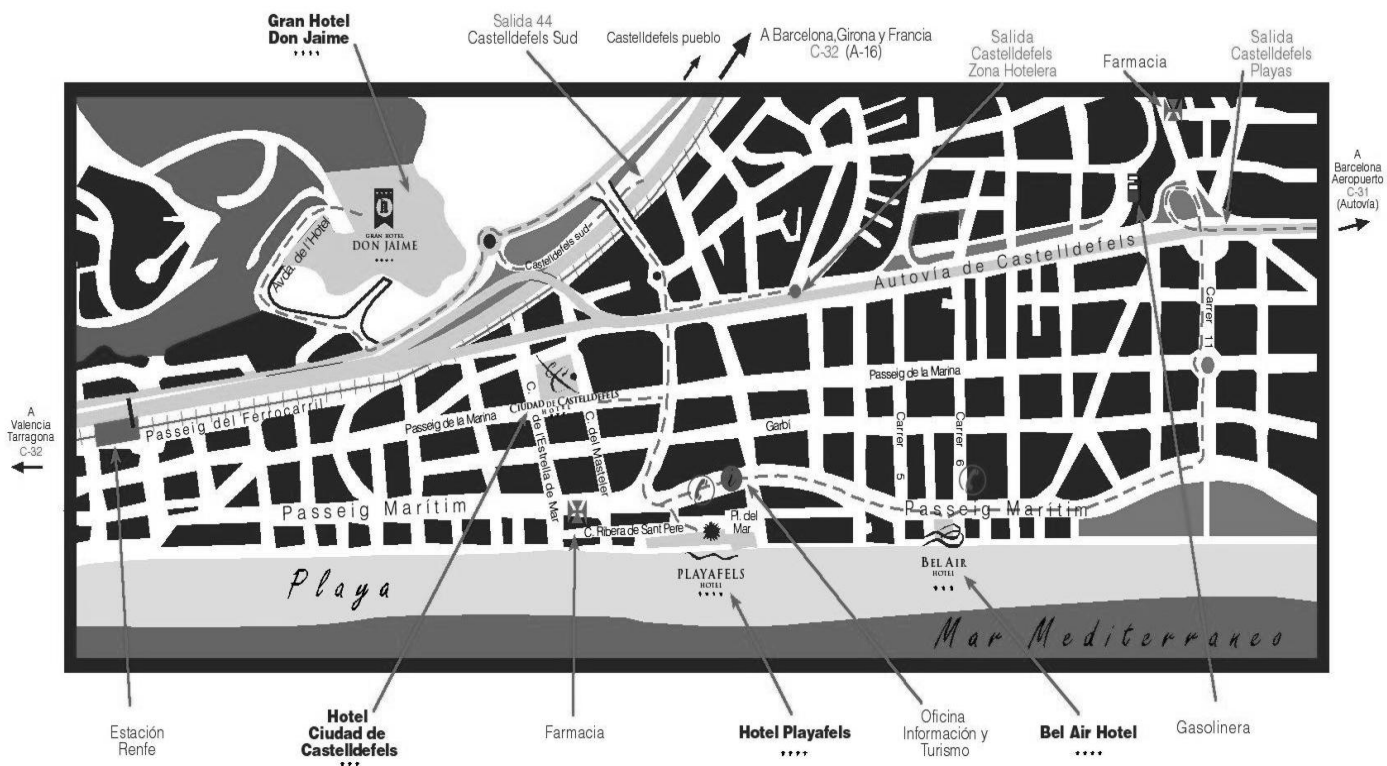 Gran Hotel
Don Jaime
Salida 44
Castelldefels Sud
Castelldefels pueblo
A Barcelona,Girona y Francia
C-32 (A-16)
Salida
Castelldefels
Zona Hotelera
Farmacia
Salida
Castelldefels
Playas
A
Barcelona
Aeropuerto
C-31
(Autovía)
GRAN HOTEL
DON JAIME
Avda. de l'Hotel
Castelldefels sud
Autovía de Castelldefels
Carrer 11
Passeig de la Marina
CIUDAD DE CASTELLDEFELS
HOTEL
A
Valencia
Tarragona
C-32
Passeig del Ferrocarril
Passeig de la Marina
C. de l'Estrella de Mar
C. del Masteler
Garbí
Carrer 5
Carrer 6
i
Passeig Marítim
Passeig Marítim
C. Ribera de Sant Pere
Pl. del
Mar
PLAYAFELS
HOTEL
BEL AIR
HOTEL
Playa
Mar Mediterraneo
Estación
Renfe
Hotel
Ciudad de
Castelldefels
Farmacia
Hotel Playafels
Oficina
Información y
Turismo
Bel Air Hotel
Gasolinera